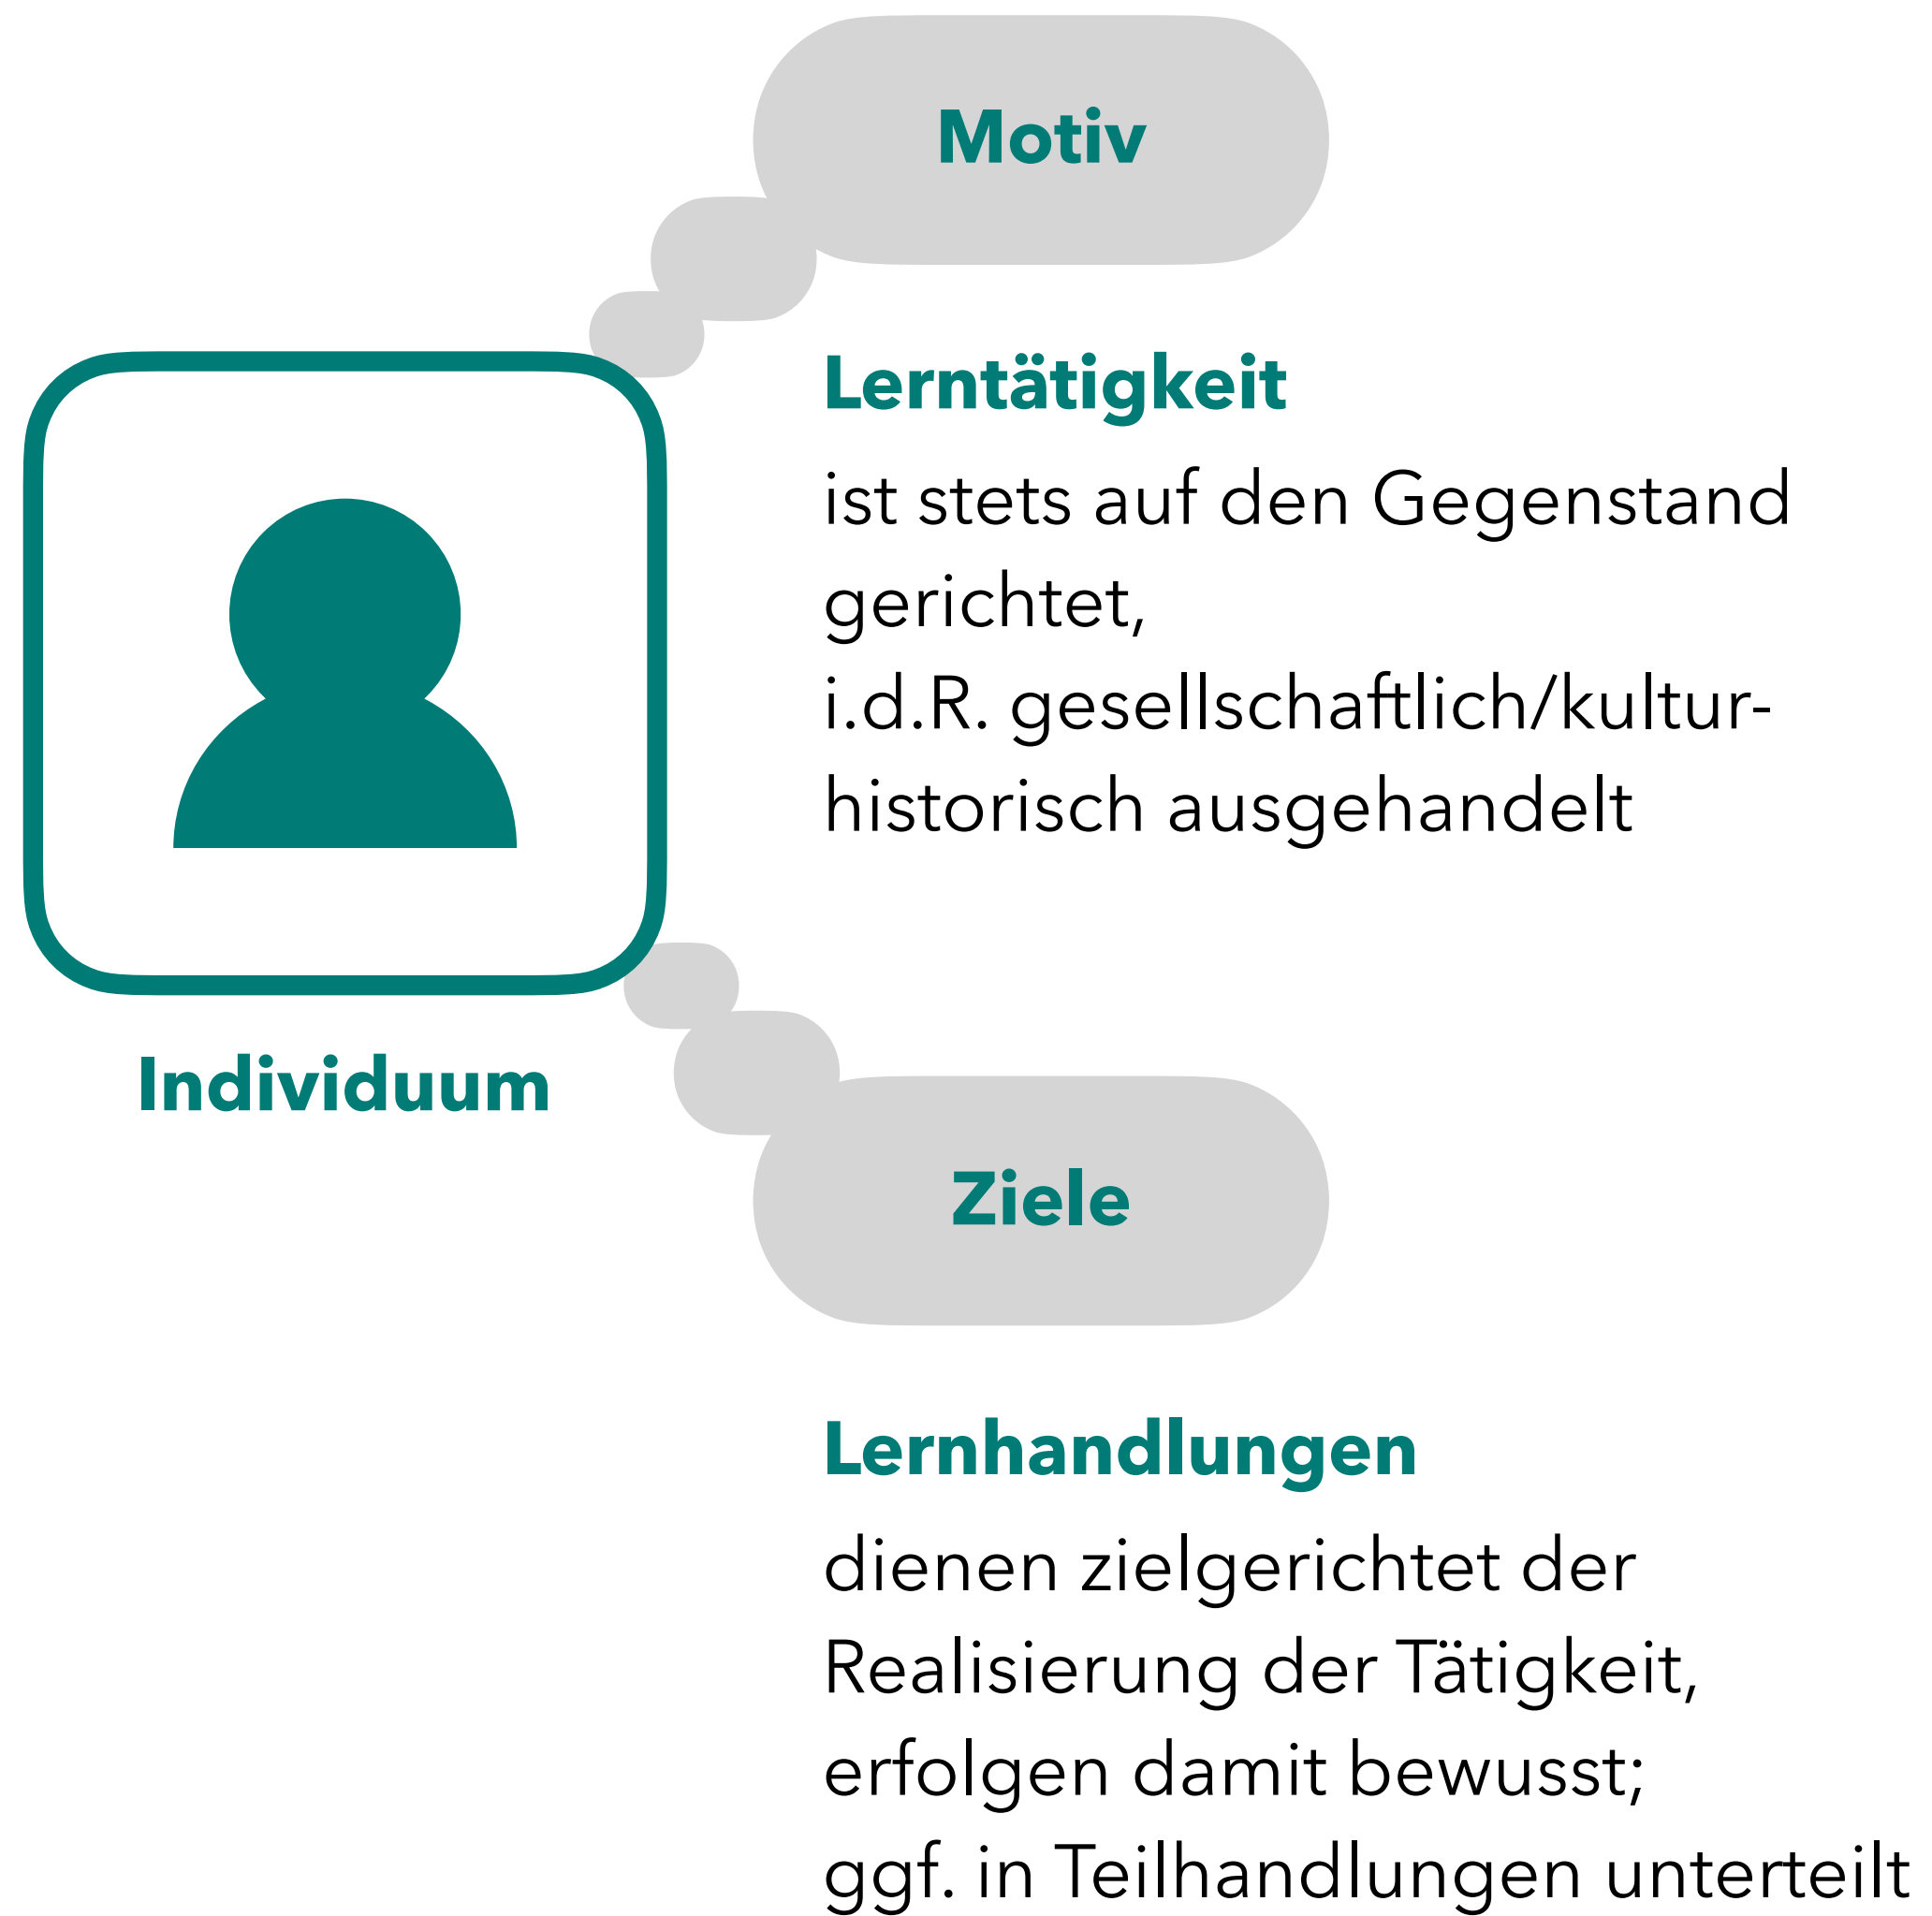 Motiv
Lerntätigkeit
ist stets auf den Gegenstand
gerichtet,
i.d.R. gesellschaftlich/kultur-
historisch ausgehandelt
Individuum
Ziele
Lernhandlungen
dienen zielgerichtet der
Realisierung der Tätigkeit,
erfolgen damit bewusst;
ggf. in Teilhandlungen unterteilt